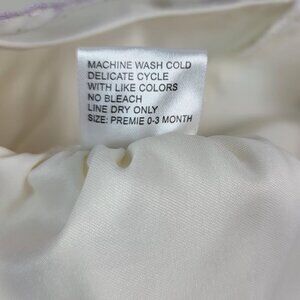 MACHINE WASH COLD
DELICATE CYCLE
WITH LIKE COLORS
NO BLEACH
LINE DRY ONLY
SIZE: PREMIE 0-3 MONTH